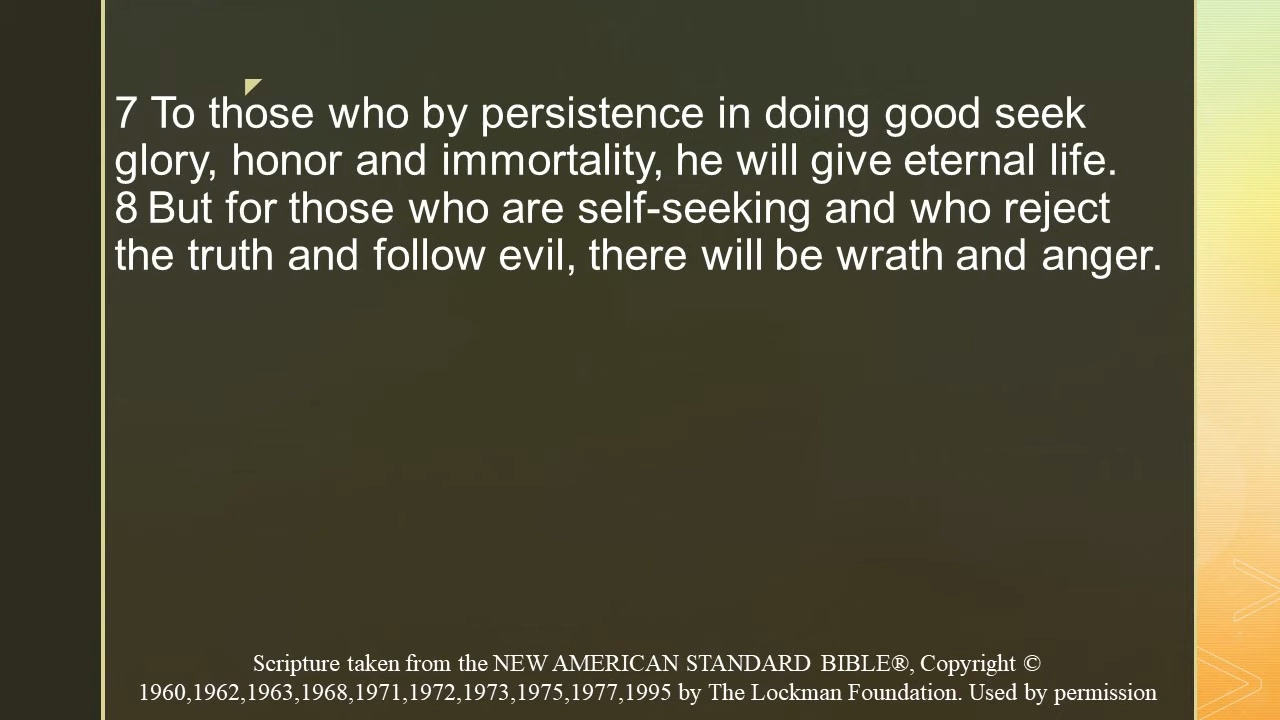 7 To those who by persistence in doing good seek
glory, honor and immortality, he will give eternal life.
8 But for those who are self-seeking and who reject
the truth and follow evil, there will be wrath and anger.
Scripture taken from the NEW AMERICAN STANDARD BIBLE®, Copyright ©
1960,1962,1963,1968,1971,1972,1973,1975,1977,1995 by The Lockman Foundation. Used by permission